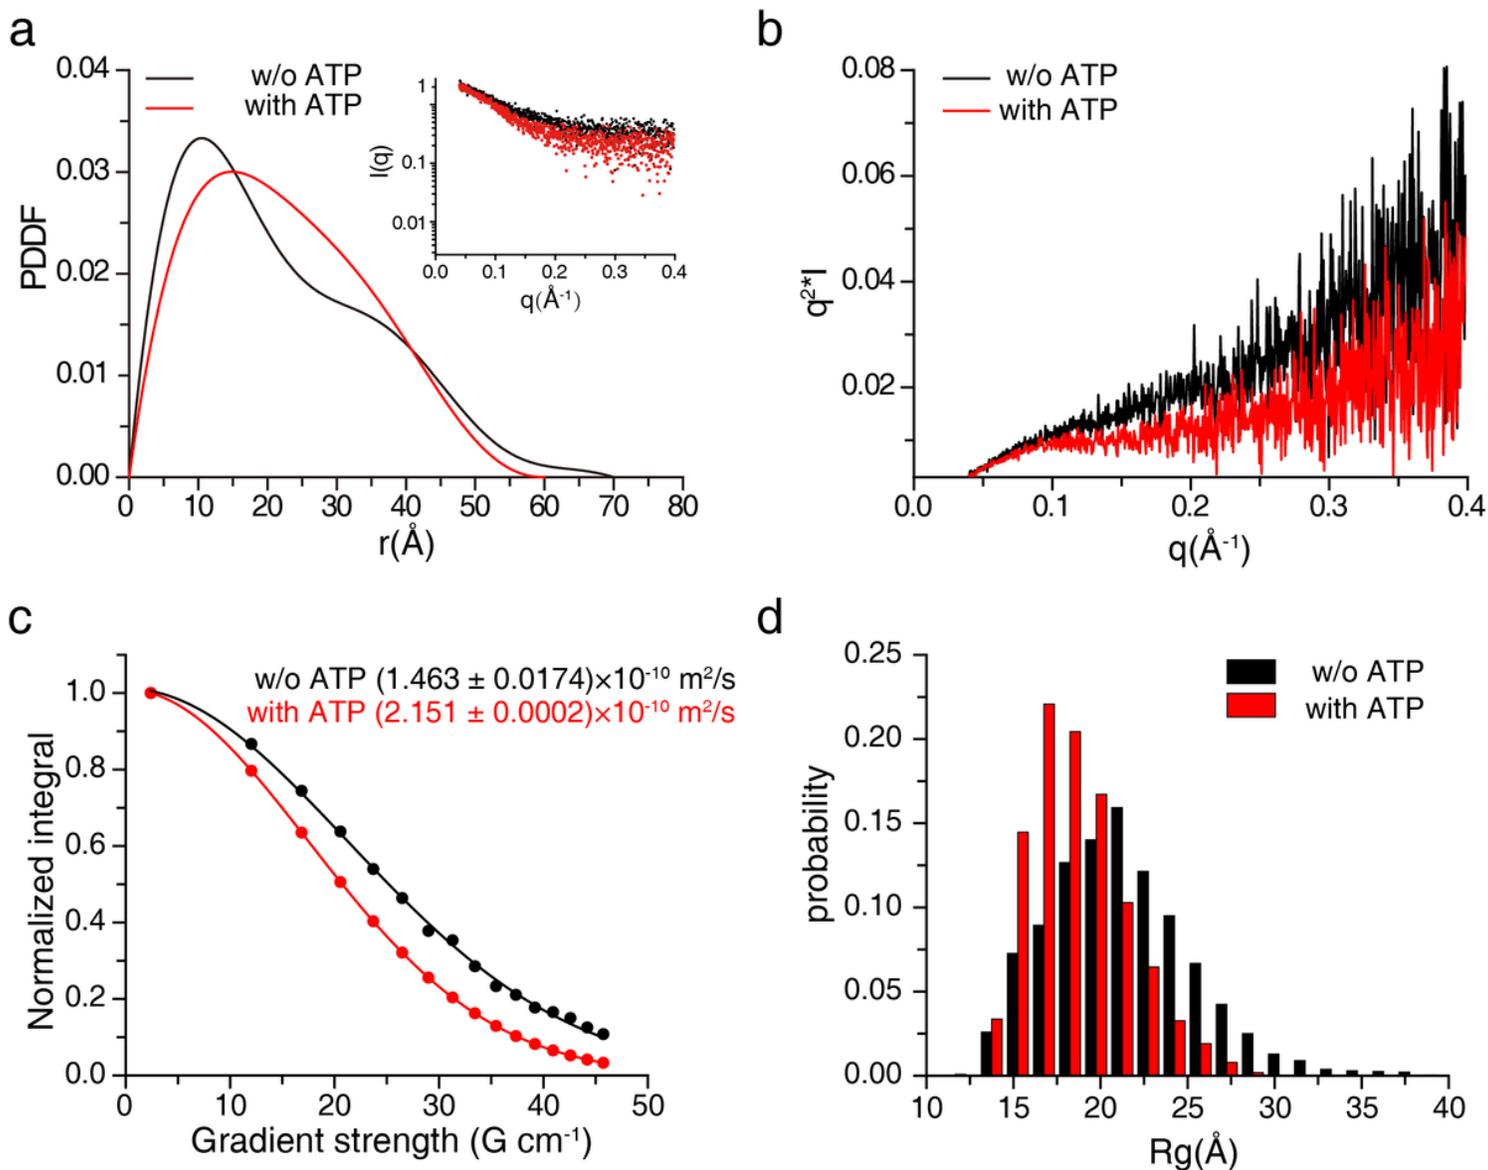 a
0.04
0.03
0.02
0.01
0.00
PDDF
w/o ATP
with ATP
1
0.1
0.01
I(q)
0.0 0.1 0.2 0.3 0.4
q(Å-1)
0 10 20 30 40 50 60 70 80
r(Å)
b
0.08
0.06
0.04
0.02
q2*I
w/o ATP
with ATP
0.0 0.1 0.2 0.3 0.4
q(Å-1)
c
1.0
0.8
0.6
0.4
0.2
0.0
Normalized integral
w/o ATP (1.463 ± 0.0174)×10-10 m2/s
with ATP (2.151 ± 0.0002)×10-10 m2/s
0 10 20 30 40 50
Gradient strength (G cm-1)
d
0.25
0.20
0.15
0.10
0.05
0.00
probability
w/o ATP
with ATP
10 15 20 25 30 35 40
Rg(Å)